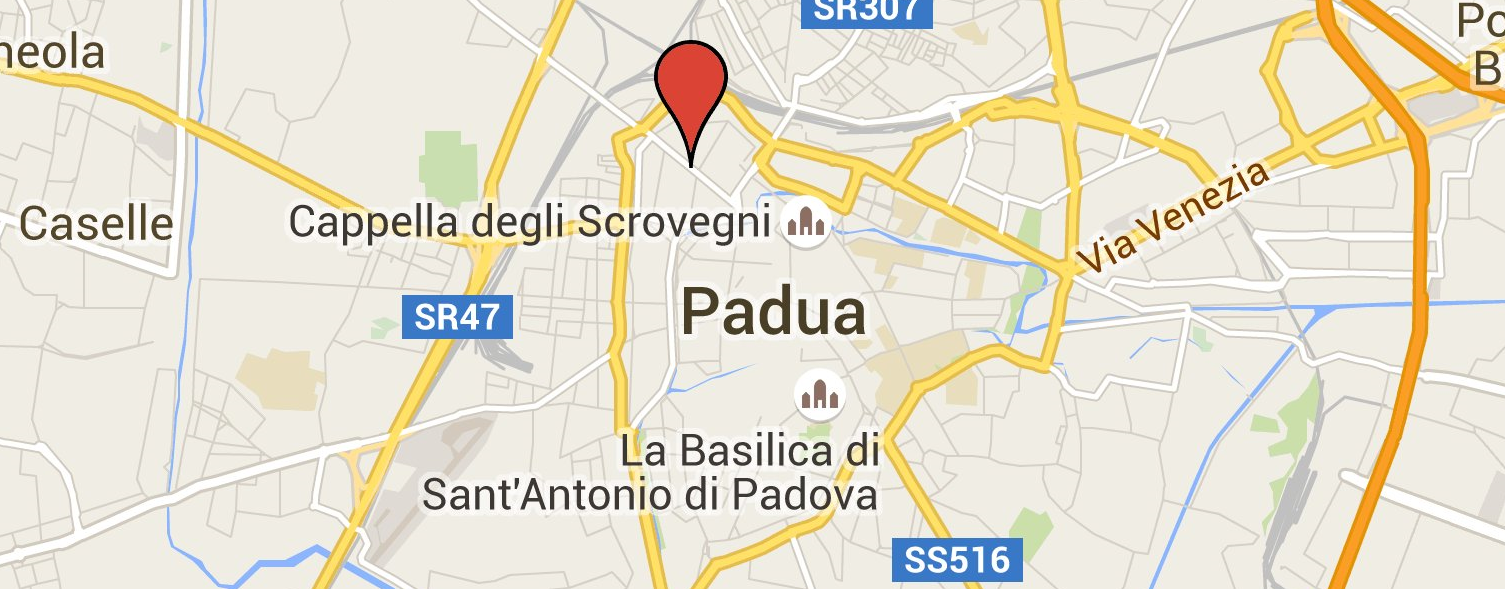 SR307
Po
B
neola
Caselle
Cappella degli Scrovegni
Via Venezia
Padua
SR47
La Basilica di
Sant'Antonio di Padova
SS516